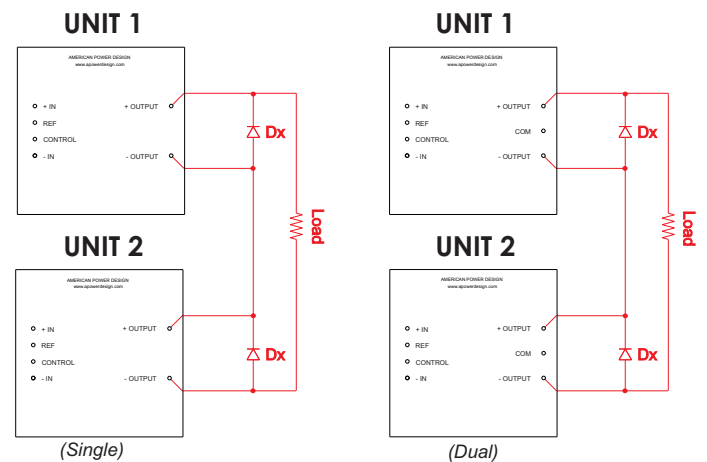 UNIT 1
AMERICAN POWER DESIGN
www.apowerdesign.com
+ IN
+ OUTPUT
REF
Dx
CONTROL
- IN
- OUTPUT
Load
UNIT 2
AMERICAN POWER DESIGN
www.apowerdesign.com
+ IN
+ OUTPUT
REF
CONTROL
Dx
- IN
- OUTPUT
(Single)
UNIT 1
AMERICAN POWER DESIGN
www.apowerdesign.com
+ IN
+ OUTPUT
REF
COM
Dx
CONTROL
- IN
- OUTPUT
Load
UNIT 2
AMERICAN POWER DESIGN
www.apowerdesign.com
+ IN
+ OUTPUT
REF
COM
Dx
CONTROL
- IN
- OUTPUT
(Dual)